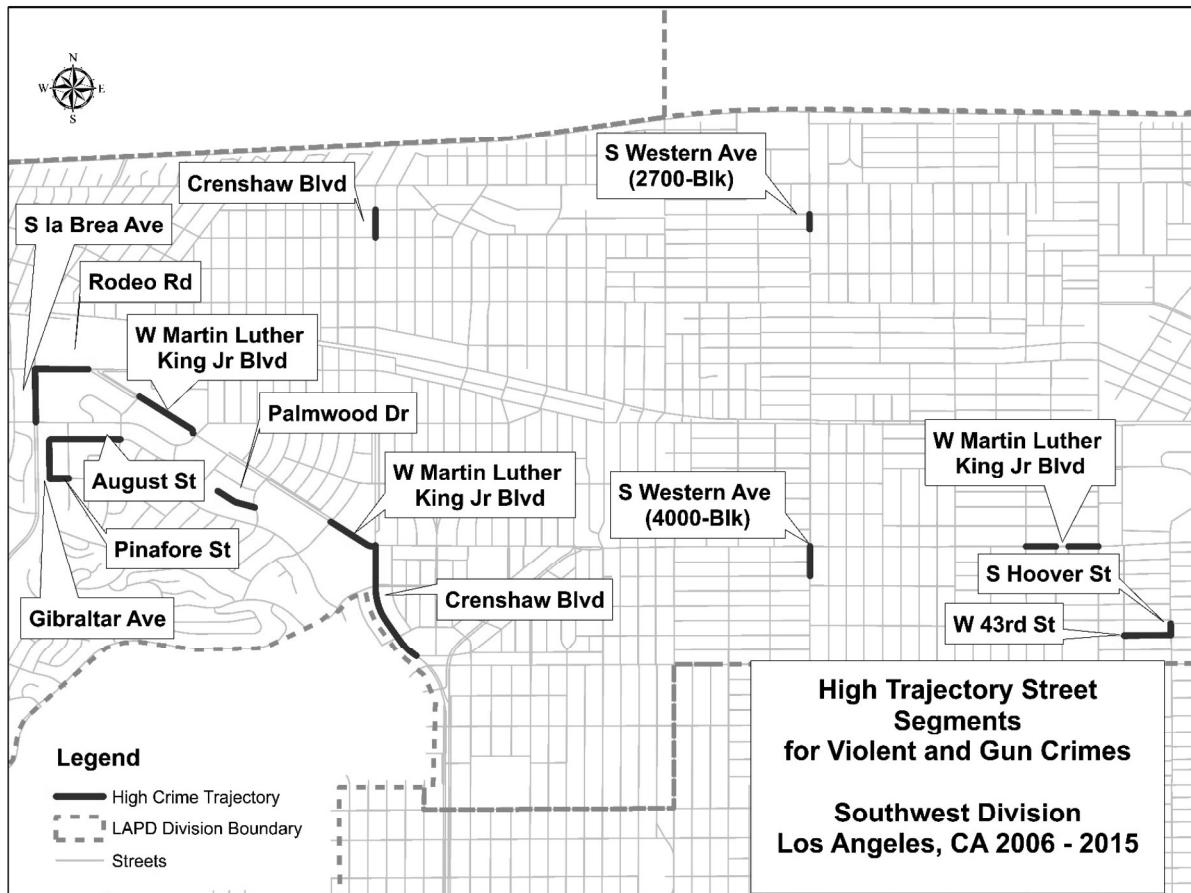 N
W E
S
S Western Ave
(2700-Blk)
Crenshaw Blvd
S la Brea Ave
Rodeo Rd
W Martin Luther
King Jr Blvd
Palmwood Dr
W Martin Luther
King Jr Blvd
August St
W Martin Luther
King Jr Blvd
S Western Ave
(4000-Blk)
Pinafore St
S Hoover St
Crenshaw Blvd
Gibraltar Ave
W 43rd St
High Trajectory Street
Segments
for Violent and Gun Crimes
Southwest Division
Los Angeles, CA 2006 - 2015
Legend
High Crime Trajectory
LAPD Division Boundary
Streets